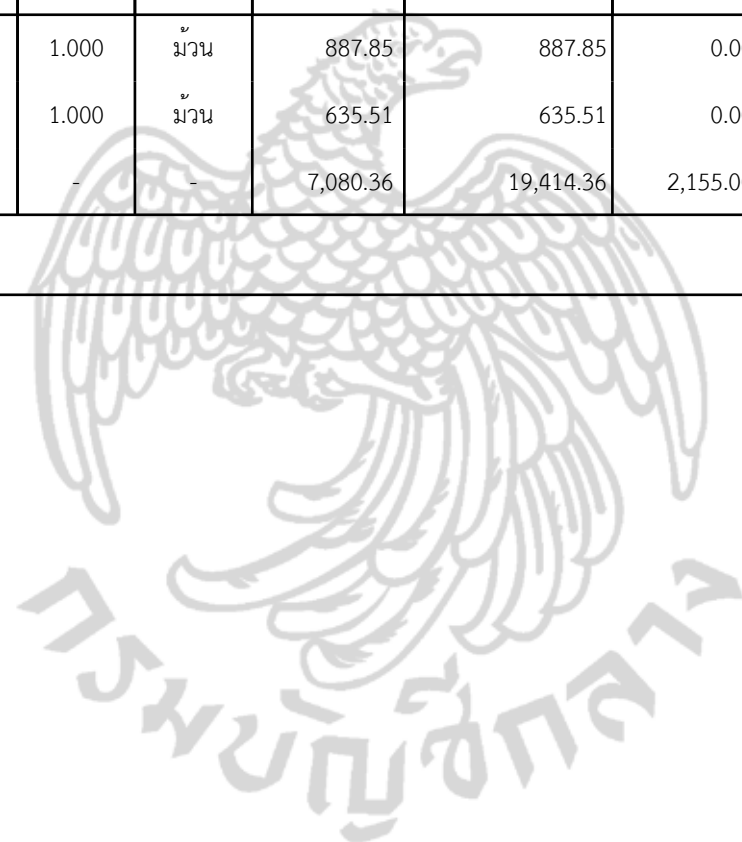 1.000 ม้วน 887.85 887.85 0.0
1.000 ม้วน 635.51 635.51 0.0
- - 7,080.36 19,414.36 2,155.0
กรมบัญชีกลาง